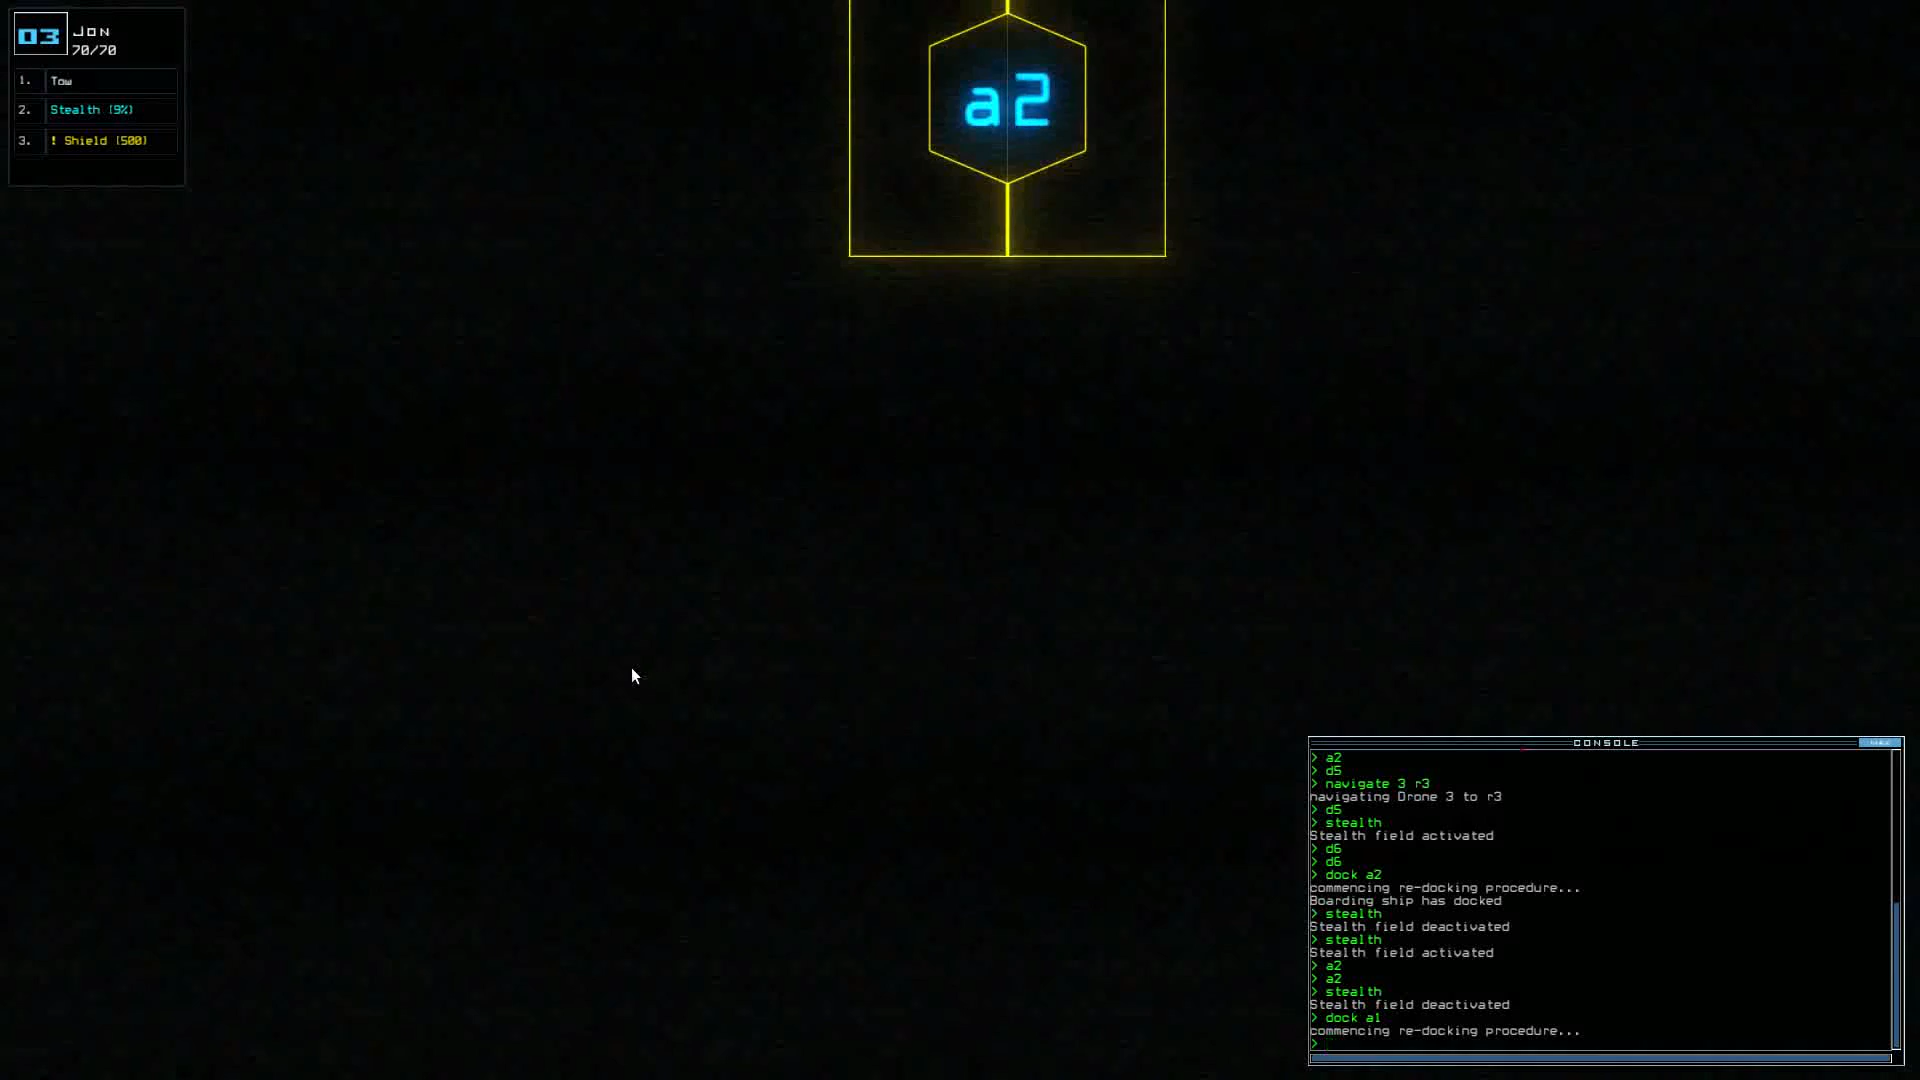 03 Jon
70/70
1. Tow
2. Stealth (9%)
3. ! Shield (500)
a2
CONSOLE
> a2
> d5
> navigate 3 r3
navigating Drone 3 to r3
> d5
> stealth
Stealth field activated
> d6
> d6
> dock a2
commencing re-docking procedure...
Boarding ship has docked
> stealth
Stealth field deactivated
> stealth
Stealth field activated
> a2
> a2
> stealth
Stealth field deactivated
> dock a1
commencing re-docking procedure...
>